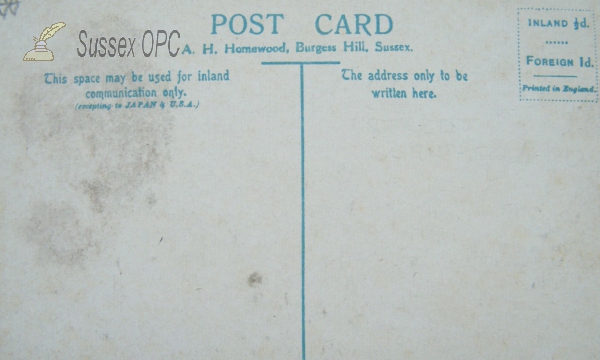 POST CARD
Sussex OPC
A. H. Homewood, Burgess Hill, Sussex.
This space may be used for inland
communication only.
(excepting to JAPAN & U.S.A.)
The address only to be
written here.
INLAND ½d.
FOREIGN 1d.
Printed in England.